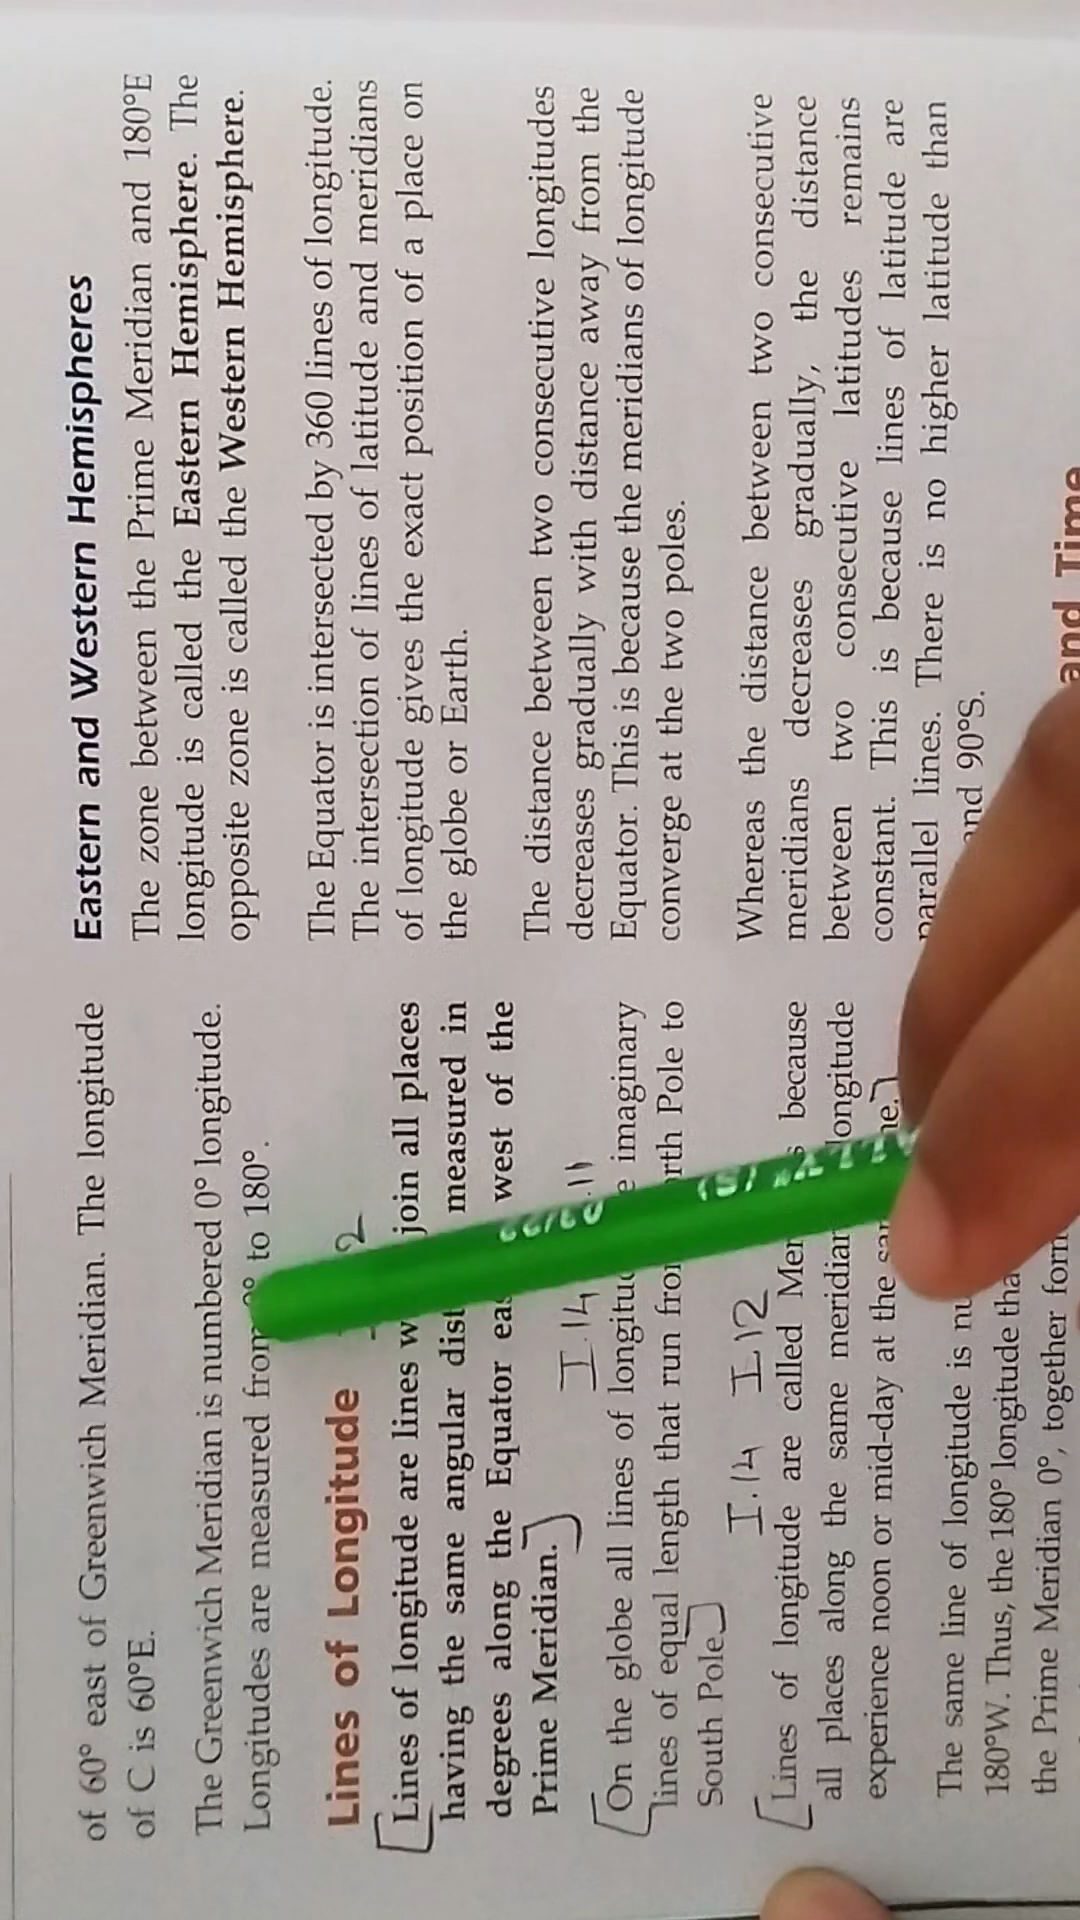 of 60° east of Greenwich Meridian. The longitude
of C is 60°E.
The Greenwich Meridian is numbered 0° longitude.
Longitudes are measured from to 180°.
Lines of Longitude 2
Lines of longitude are lines join all places
having the same angular measured in
degrees along the Equator west of the
Prime Meridian.
I.14 .11
On the globe all lines of imaginary
lines of equal length that run Pole to
South Pole
I.14 I.12
Lines of longitude are called because
all places along the same longitude
experience noon or mid-day at the
The same line of longitude is
180°W. Thus, the 180° longitude
the Prime Meridian 0°, together
Eastern and Western Hemispheres
The zone between the Prime Meridian and 180°E
longitude is called the Eastern Hemisphere. The
opposite zone is called the Western Hemisphere.
The Equator is intersected by 360 lines of longitude.
The intersection of lines of latitude and meridians
of longitude gives the exact position of a place on
the globe or Earth.
The distance between two consecutive longitudes
decreases gradually with distance away from the
Equator. This is because the meridians of longitude
converge at the two poles.
Whereas the distance between two consecutive
meridians decreases gradually, the distance
between two consecutive latitudes remains
constant. This is because lines of latitude are
parallel lines. There is no higher latitude than
and 90°S.
and Time